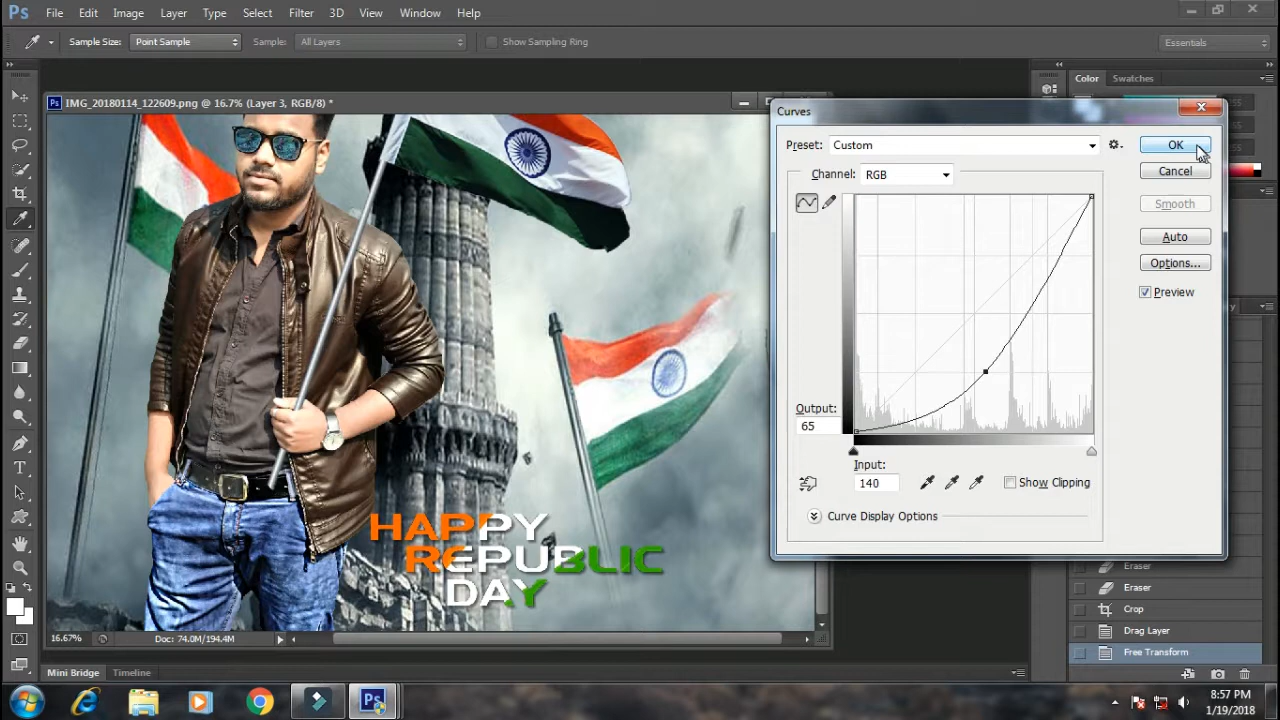 Ps File Edit Image Layer Type Select Filter 3D View Window Help
Sample Size: Point Sample Sample: All Layers Show Sampling Ring Essentials
Color Swatches
Ps IMG_20180114_122609.png @ 16.7% (Layer 3, RGB/8) *
Curves
Preset: Custom OK
Channel: RGB Cancel
Smooth
Auto
Options...
Preview
Output:
65
Input:
140 Show Clipping
Curve Display Options
HAPPY
REPUBLIC
DAY
Eraser
Eraser
Crop
Drag Layer
Free Transform
16.67% Doc: 74.0M/194.4M
Mini Bridge Timeline
Ps
8:57 PM
1/19/2018